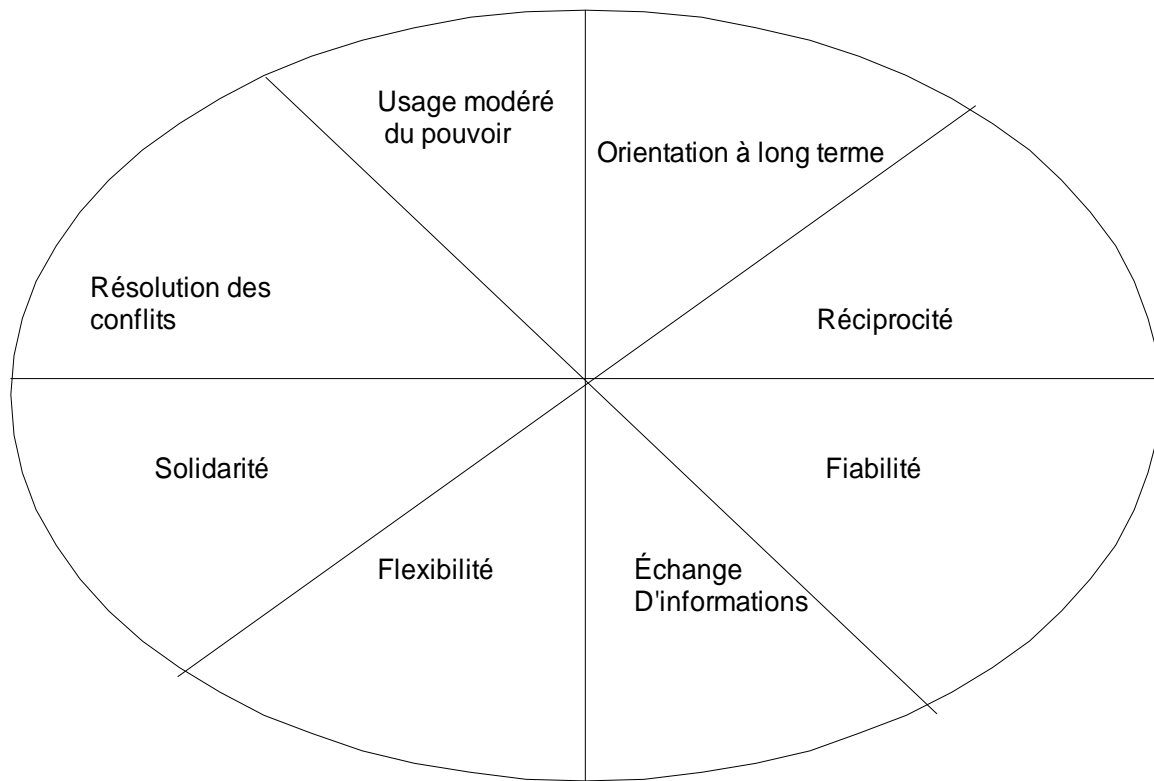 Usage modéré
du pouvoir
Orientation à long terme
Résolution des
conflits
Réciprocité
Solidarité
Fiabilité
Flexibilité
Échange
D'informations